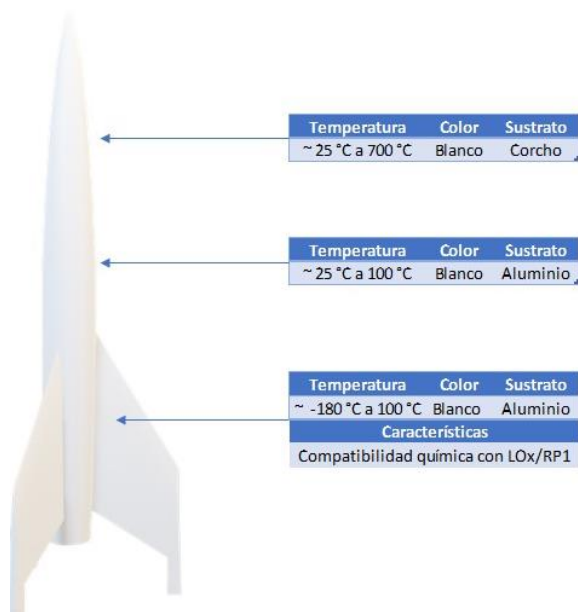 Temperatura Color Sustrato
~ 25 °C a 700 °C Blanco Corcho
Temperatura Color Sustrato
~ 25 °C a 100 °C Blanco Aluminio
Temperatura Color Sustrato
~ -180 °C a 100 °C Blanco Aluminio
Características
Compatibilidad química con LOx/RP1